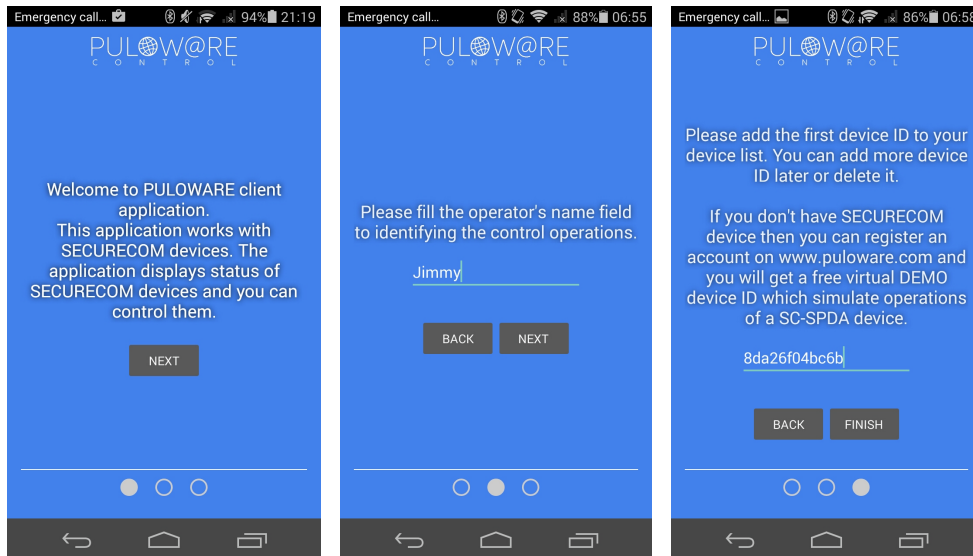 Emergency call... 94% 21:19
PULOW@RE
CONTROL
Welcome to PULOWARE client
application.
This application works with
SECURECOM devices. The
application displays status of
SECURECOM devices and you can
control them.
NEXT
Emergency call... 88% 06:55
PULOW@RE
CONTROL
Please fill the operator's name field
to identifying the control operations.
Jimmy
BACK NEXT
Emergency call... 86% 06:58
PULOW@RE
CONTROL
Please add the first device ID to your
device list. You can add more device
ID later or delete it.
If you don't have SECURECOM
device then you can register an
account on www.puloware.com and
you will get a free virtual DEMO
device ID which simulate operations
of a SC-SPDA device.
8da26f04bc6b
BACK FINISH